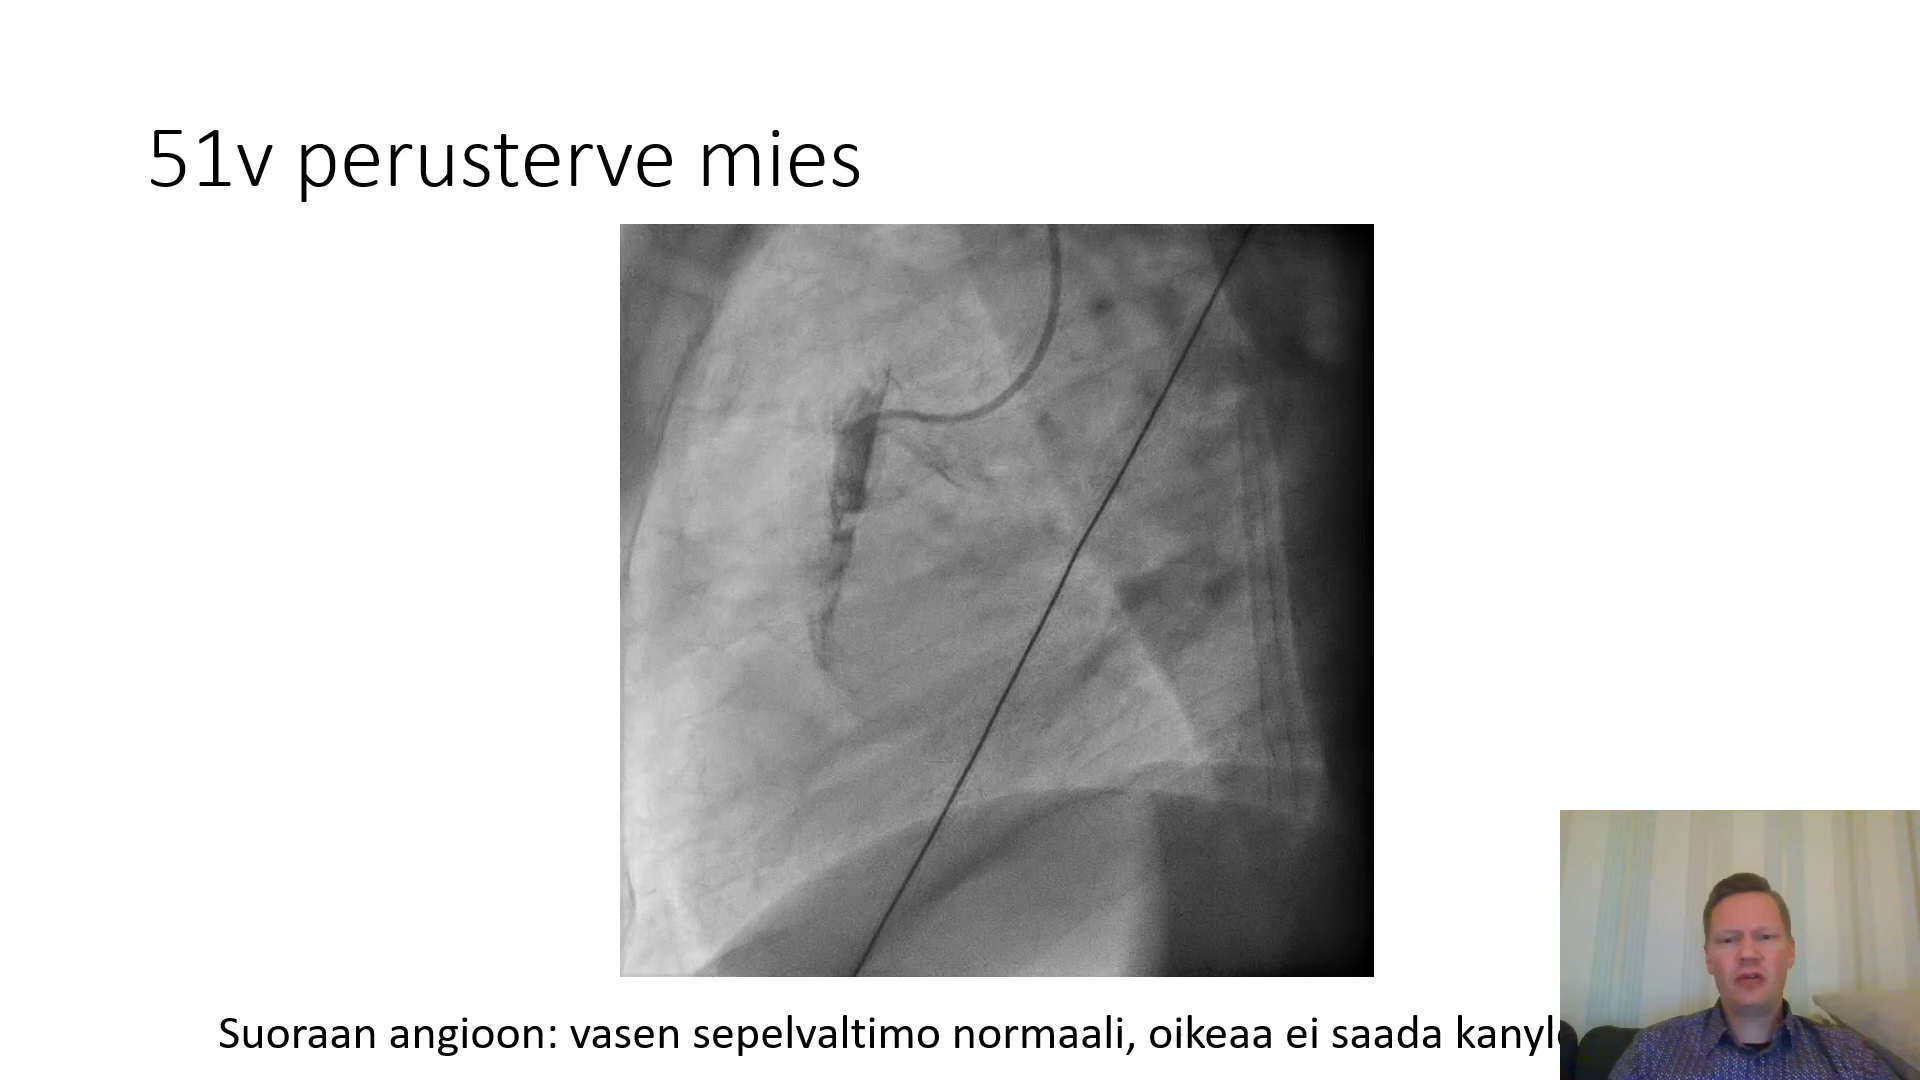 51v perusterve mies
Suoraan angioon: vasen sepelvaltimo normaali, oikeaa ei saada